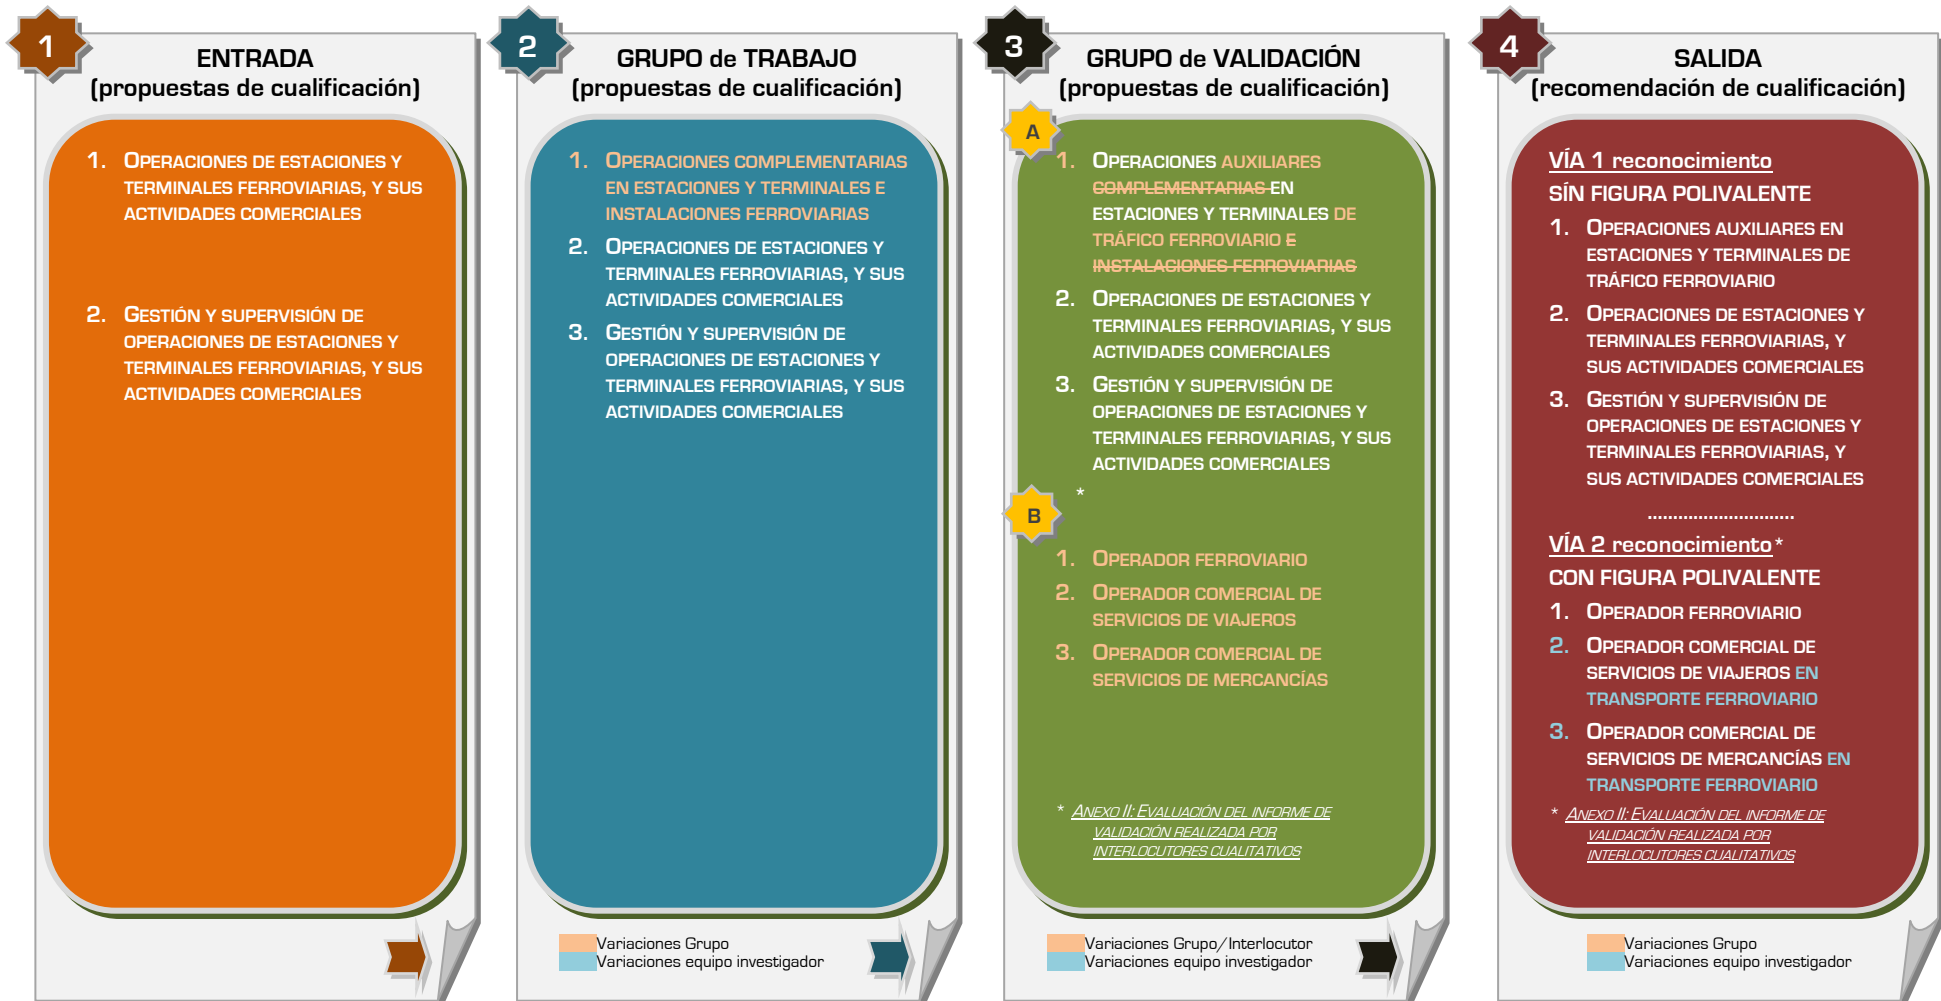 1
ENTRADA
(propuestas de cualificación)
1. OPERACIONES DE ESTACIONES Y
TERMINALES FERROVIARIAS, Y SUS
ACTIVIDADES COMERCIALES
2. GESTIÓN Y SUPERVISIÓN DE
OPERACIONES DE ESTACIONES Y
TERMINALES FERROVIARIAS, Y SUS
ACTIVIDADES COMERCIALES
2
GRUPO de TRABAJO
(propuestas de cualificación)
1. OPERACIONES COMPLEMENTARIAS
EN ESTACIONES Y TERMINALES E
INSTALACIONES FERROVIARIAS
2. OPERACIONES DE ESTACIONES Y
TERMINALES FERROVIARIAS, Y SUS
ACTIVIDADES COMERCIALES
3. GESTIÓN Y SUPERVISIÓN DE
OPERACIONES DE ESTACIONES Y
TERMINALES FERROVIARIAS, Y SUS
ACTIVIDADES COMERCIALES
Variaciones Grupo
Variaciones equipo investigador
3
GRUPO de VALIDACIÓN
(propuestas de cualificación)
A
1. OPERACIONES AUXILIARES
COMPLEMENTARIAS EN
ESTACIONES Y TERMINALES DE
TRÁFICO FERROVIARIO E
INSTALACIONES FERROVIARIAS
2. OPERACIONES DE ESTACIONES Y
TERMINALES FERROVIARIAS, Y SUS
ACTIVIDADES COMERCIALES
3. GESTIÓN Y SUPERVISIÓN DE
OPERACIONES DE ESTACIONES Y
TERMINALES FERROVIARIAS, Y SUS
ACTIVIDADES COMERCIALES
*
B
1. OPERADOR FERROVIARIO
2. OPERADOR COMERCIAL DE
SERVICIOS DE VIAJEROS
3. OPERADOR COMERCIAL DE
SERVICIOS DE MERCANCÍAS
* ANEXO II: EVALUACIÓN DEL INFORME DE
VALIDACIÓN REALIZADA POR
INTERLOCUTORES CUALITATIVOS
Variaciones Grupo/Interlocutor
Variaciones equipo investigador
4
SALIDA
(recomendación de cualificación)
VÍA 1 reconocimiento
SÍN FIGURA POLIVALENTE
1. OPERACIONES AUXILIARES EN
ESTACIONES Y TERMINALES DE
TRÁFICO FERROVIARIO
2. OPERACIONES DE ESTACIONES Y
TERMINALES FERROVIARIAS, Y
SUS ACTIVIDADES COMERCIALES
3. GESTIÓN Y SUPERVISIÓN DE
OPERACIONES DE ESTACIONES Y
TERMINALES FERROVIARIAS, Y
SUS ACTIVIDADES COMERCIALES
.............................
VÍA 2 reconocimiento*
CON FIGURA POLIVALENTE
1. OPERADOR FERROVIARIO
2. OPERADOR COMERCIAL DE
SERVICIOS DE VIAJEROS EN
TRANSPORTE FERROVIARIO
3. OPERADOR COMERCIAL DE
SERVICIOS DE MERCANCÍAS EN
TRANSPORTE FERROVIARIO
* ANEXO II: EVALUACIÓN DEL INFORME DE
VALIDACIÓN REALIZADA POR
INTERLOCUTORES CUALITATIVOS
Variaciones Grupo
Variaciones equipo investigador